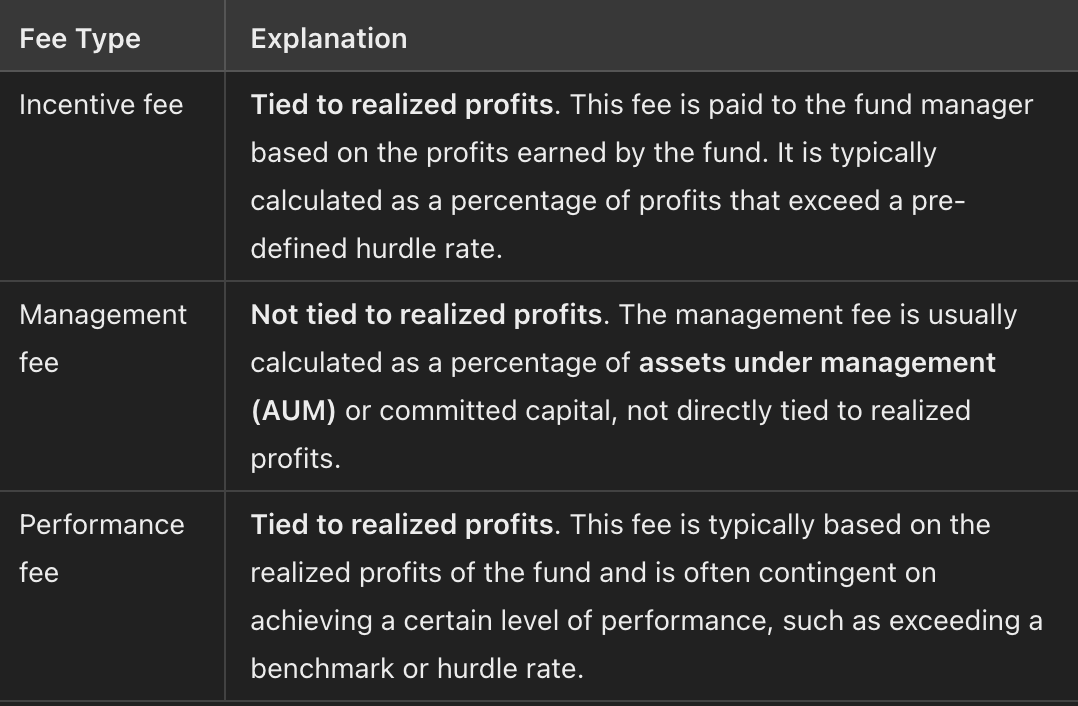 Fee Type
Explanation
Incentive fee
Tied to realized profits. This fee is paid to the fund manager
based on the profits earned by the fund. It is typically
calculated as a percentage of profits that exceed a pre-
defined hurdle rate.
Management
fee
Not tied to realized profits. The management fee is usually
calculated as a percentage of assets under management
(AUM) or committed capital, not directly tied to realized
profits.
Performance
fee
Tied to realized profits. This fee is typically based on the
realized profits of the fund and is often contingent on
achieving a certain level of performance, such as exceeding a
benchmark or hurdle rate.